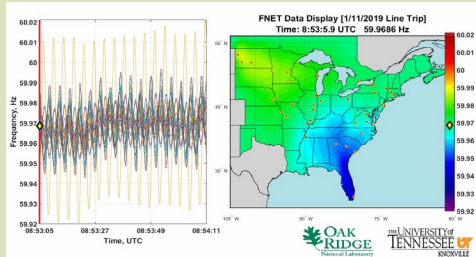 60.02
60.01
60
59.99
59.98
59.97
59.96
59.95
59.94
59.93
59.92
Frequency, Hz
08:53:05
08:53:27
08:53:49
08:54:11
Time, UTC
FNET Data Display [1/11/2019 Line Trip]
Time: 8:53:5.9 UTC 59.9686 Hz
50° N
40° N
30° N
105° W
90° W
75° W
60° W
60.02
60.01
60
59.99
59.98
59.97
59.96
59.95
59.94
59.93
59.92
OAK
RIDGE
National Laboratory
THE UNIVERSITY OF
TENNESSEE UT
KNOXVILLE